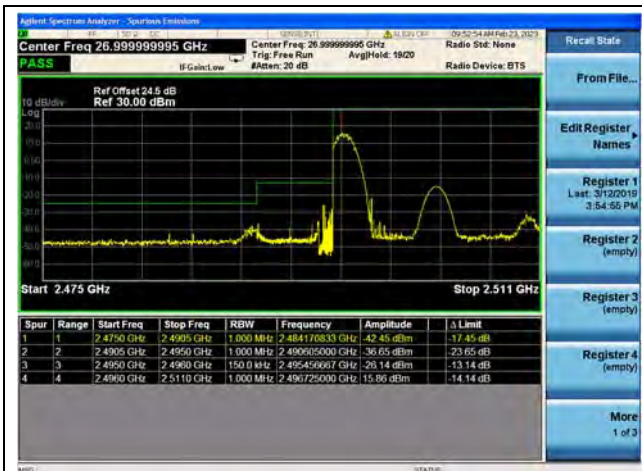 Agilent Spectrum Analyzer - Spurious Emissions
SENSE:INT ALIGN OFF 09:52:54 AM Feb 23, 2023
Center Freq 26.999999995 GHz
Center Freq: 26.999999995 GHz
Radio Std: None
Trig: Free Run Avg|Hold: 19/20
PASS
IFGain:Low
#Atten: 20 dB
Radio Device: BTS
Ref Offset 24.5 dB
10 dB/div Ref 30.00 dBm
Log
Start 2.475 GHz Stop 2.511 GHz
Spur Range Start Freq Stop Freq RBW Frequency Amplitude Δ Limit
1 1 2.4750 GHz 2.4905 GHz 1.000 MHz 2.484170833 GHz -42.45 dBm -17.45 dB
2 2 2.4905 GHz 2.4950 GHz 1.000 MHz 2.490605000 GHz -36.65 dBm -23.65 dB
3 3 2.4950 GHz 2.4960 GHz 150.0 kHz 2.495456667 GHz -26.14 dBm -13.14 dB
4 4 2.4960 GHz 2.5110 GHz 1.000 MHz 2.496725000 GHz 15.86 dBm -14.14 dB
Recall State
From File...
Edit Register
Names
Register 1
Last: 3/12/2019
3:54:55 PM
Register 2
(empty)
Register 3
(empty)
Register 4
(empty)
More
1 of 3
MSG STATUS